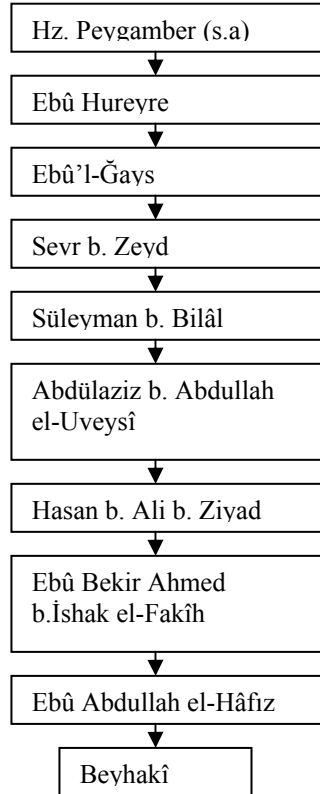 Hz. Peygamber (s.a)
Ebû Hureyre
Ebû’l-Ğays
Sevr b. Zeyd
Süleyman b. Bilâl
Abdülaziz b. Abdullah
el-Uveysî
Hasan b. Ali b. Ziyad
Ebû Bekir Ahmed
b.İshak el-Fakîh
Ebû Abdullah el-Hâfız
Beyhakî